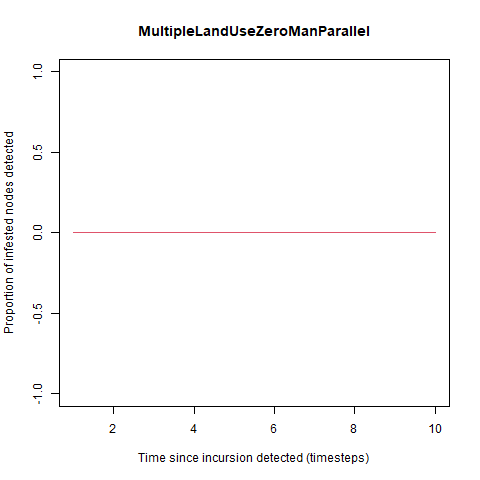 MultipleLandUseZeroManParallel
Proportion of infested nodes detected
1.0
0.5
0.0
-0.5
-1.0
2 4 6 8 10
Time since incursion detected (timesteps)